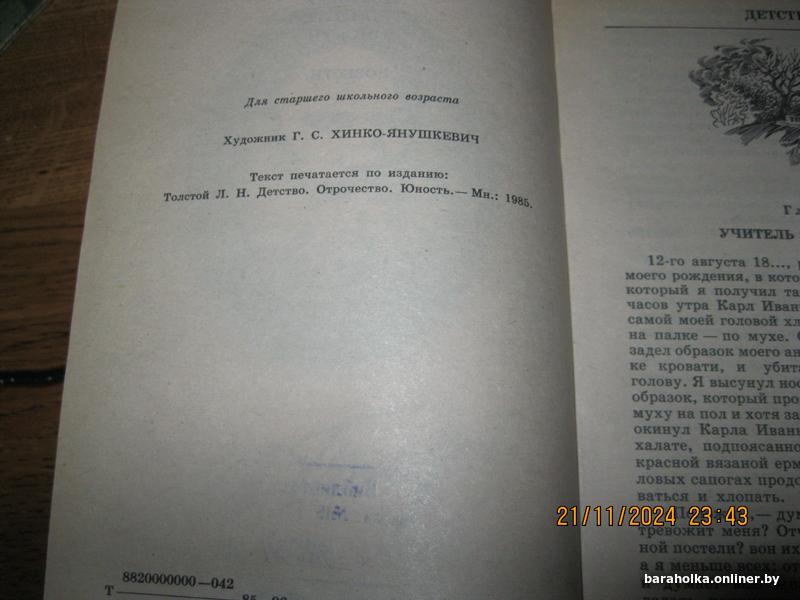 Для старшего школьного возраста
Художник Г. С. ХИНКО-ЯНУШКЕВИЧ
Текст печатается по изданию:
Толстой Л. Н. Детство. Отрочество. Юность.— Мн.: 1985.
8820000000—042
Т
ДЕТСТ
УЧИТЕЛЬ
12-го августа 18...,
моего рождения, в кото
который я получил та
часов утра Карл Иван
самой моей головой хл
на палке — по мухе.
задел образок моего ан
ке кровати, и убита
голову. Я высунул нос
образок, который про
муху на пол и хотя за
окинул Карла Иван
халате, подпоясанно
красной вязаной ерм
ловых сапогах продо
ваться и хлопать.
— дум
тревожит меня? Отч
ной постели? вон их
а я меньше всех; от
21/11/2024 23:43
baraholka.onliner.by